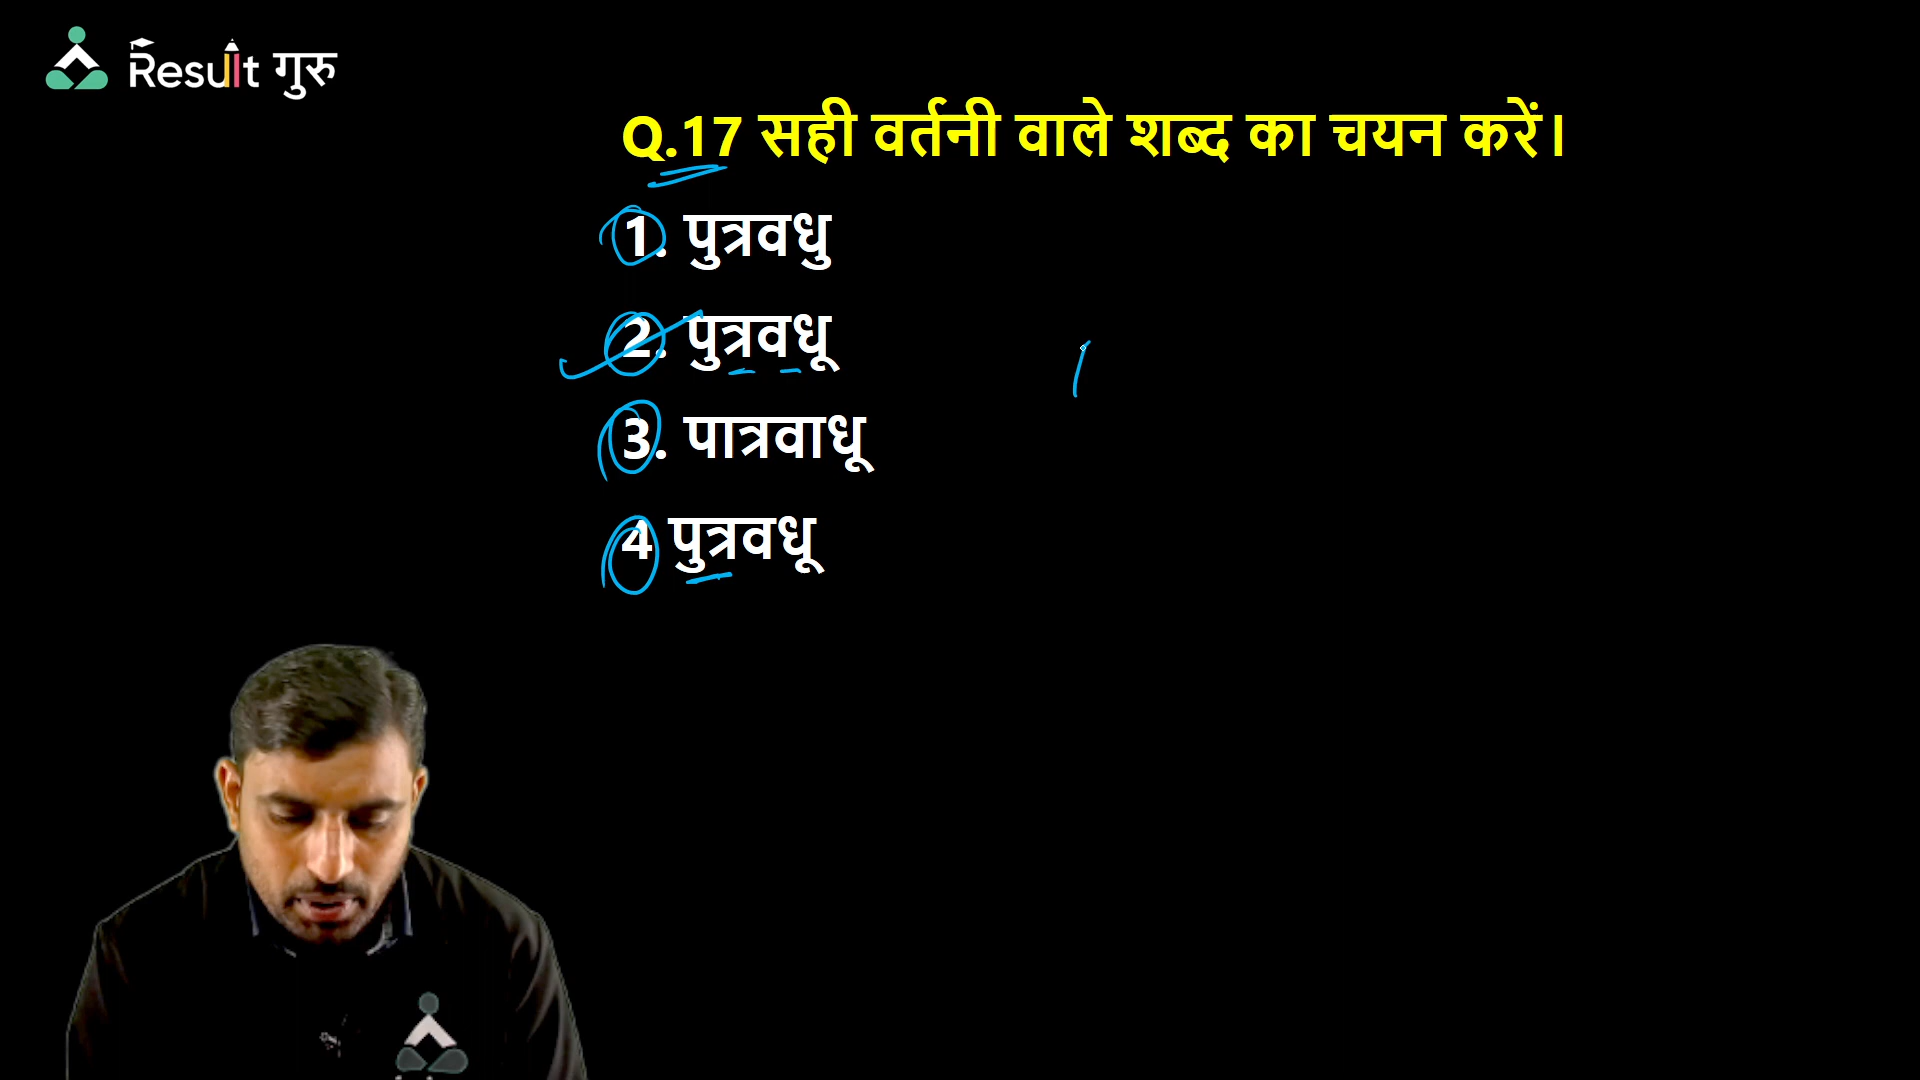 Result गुरु
Q.17 सही वर्तनी वाले शब्द का चयन करें।
1. पुत्रवधु
2. पुत्रवधू
3. पात्रवाधू
4 पुत्रवधू